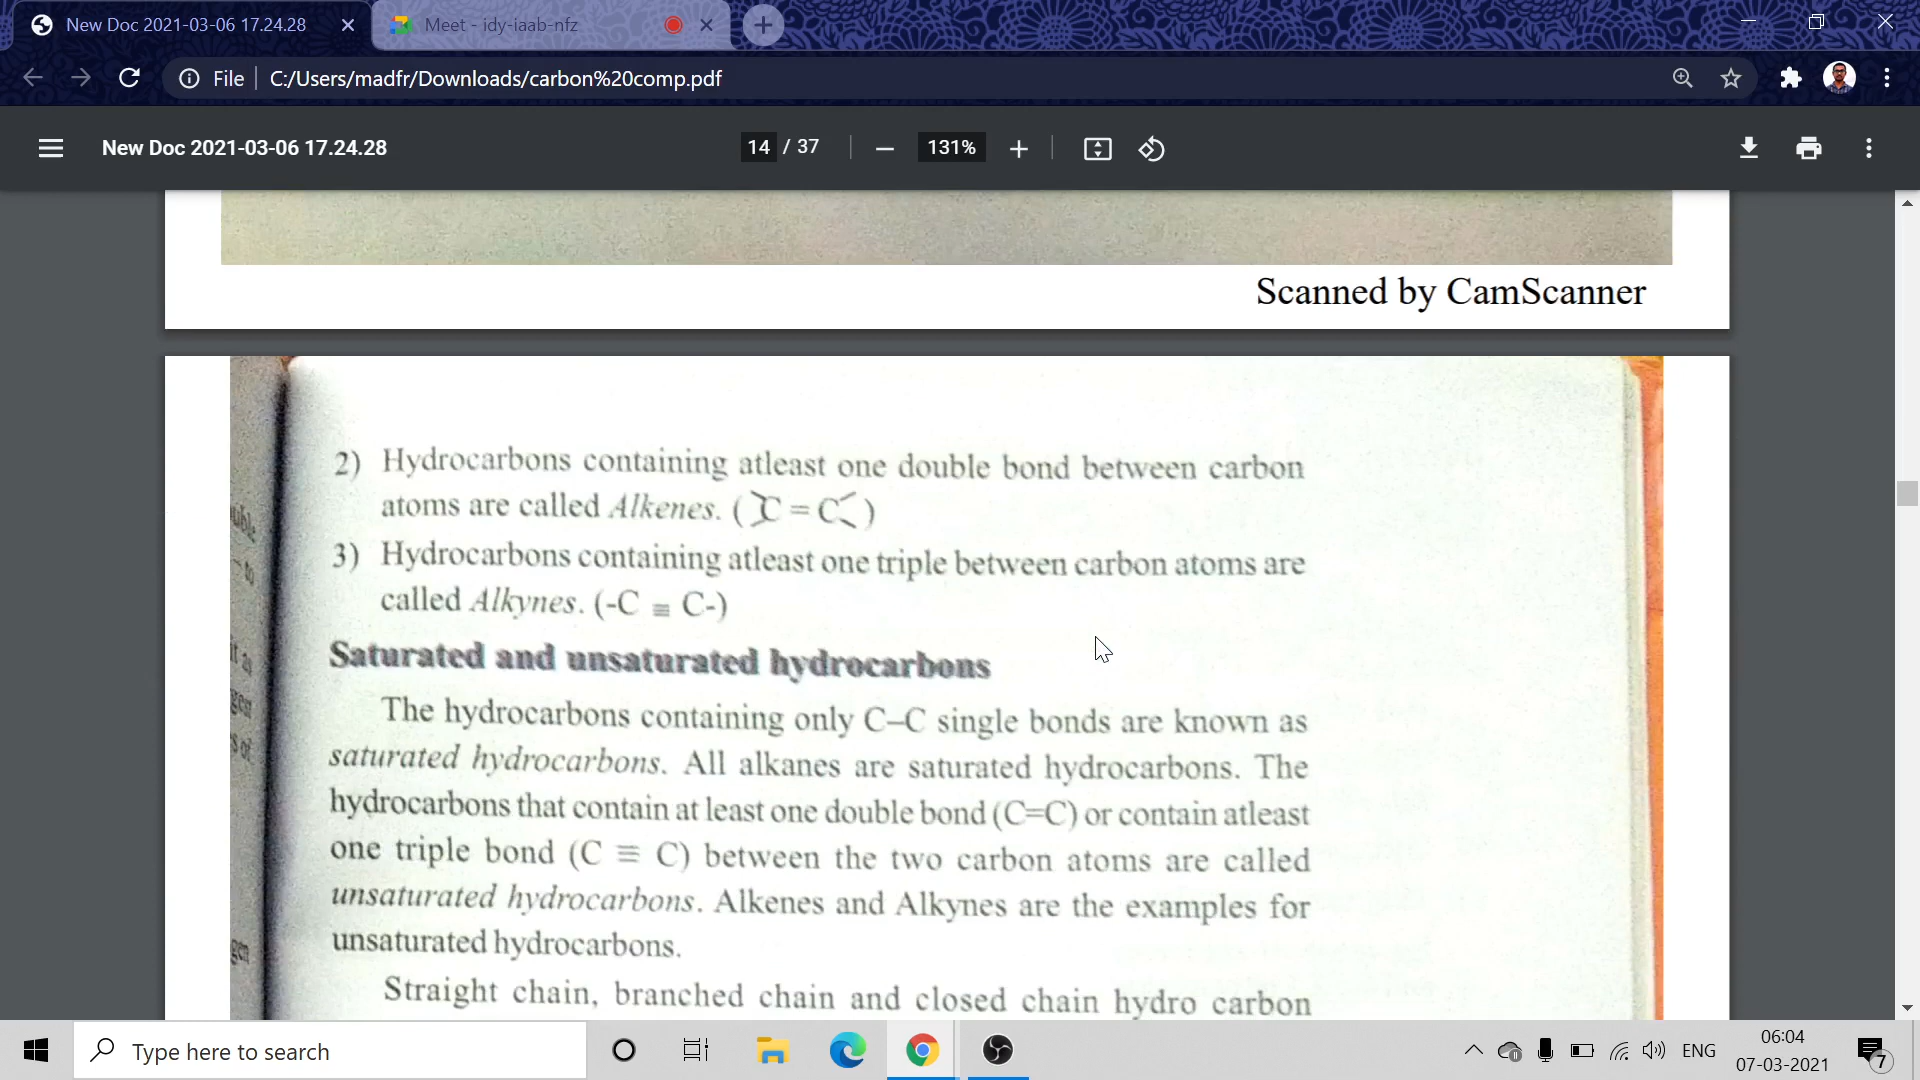 New Doc 2021-03-06 17.24.28
Meet - idy-iaab-nfz
File
C:/Users/madfr/Downloads/carbon%20comp.pdf
New Doc 2021-03-06 17.24.28
14 / 37
131%
Scanned by CamScanner
2) Hydrocarbons containing atleast one double bond between carbon
atoms are called Alkenes. ( >C = C< )
3) Hydrocarbons containing atleast one triple between carbon atoms are
called Alkynes. (-C ≡ C-)
Saturated and unsaturated hydrocarbons
The hydrocarbons containing only C–C single bonds are known as
saturated hydrocarbons. All alkanes are saturated hydrocarbons. The
hydrocarbons that contain at least one double bond (C=C) or contain atleast
one triple bond (C ≡ C) between the two carbon atoms are called
unsaturated hydrocarbons. Alkenes and Alkynes are the examples for
unsaturated hydrocarbons.
Straight chain, branched chain and closed chain hydro carbon
Type here to search
ENG
06:04
07-03-2021
7